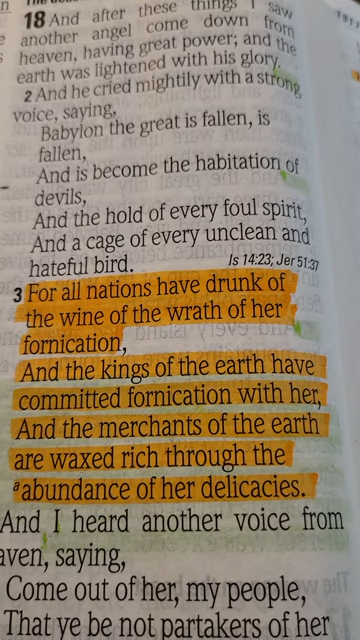 18 And after these things I saw
another angel come down from
heaven, having great power; and the
earth was lightened with his glory.
2 And he cried mightily with a strong
voice, saying,
Babylon the great is fallen, is
fallen,
And is become the habitation of
devils,
And the hold of every foul spirit,
And a cage of every unclean and
hateful bird. Is 14:23; Jer 51:37
3 For all nations have drunk of
the wine of the wrath of her
fornication,
And the kings of the earth have
committed fornication with her,
And the merchants of the earth
are waxed rich through the
a abundance of her delicacies.
And I heard another voice from
aven, saying,
Come out of her, my people,
That ye be not partakers of her